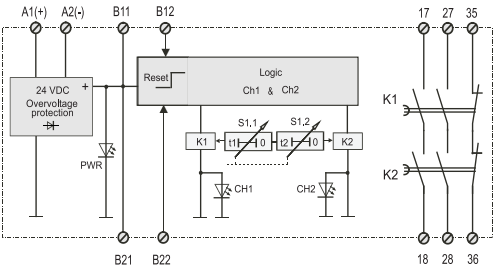 A1(+) A2(-) B11 B12 17 27 35
24 VDC +
Overvoltage
protection
Reset
Logic
Ch1 & Ch2
PWR
S1,1 S1,2
K1 t1 0 t2 0 K2
CH1 CH2
K1
K2
B21 B22 18 28 36